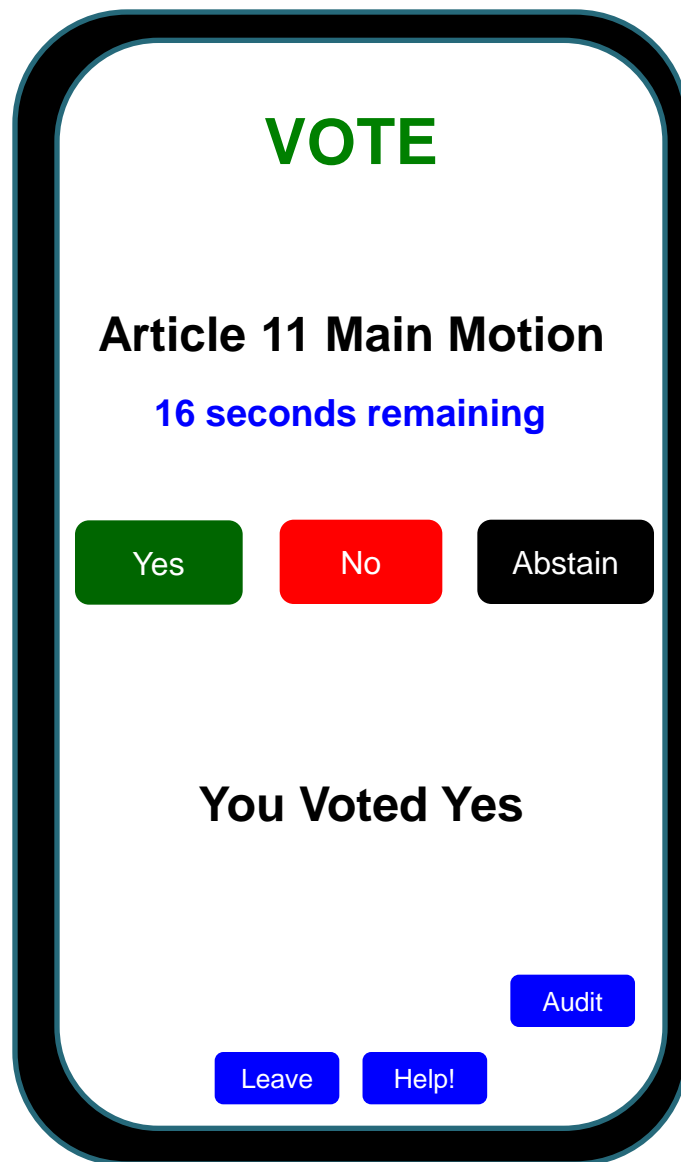 VOTE
Article 11 Main Motion
16 seconds remaining
Yes No Abstain
You Voted Yes
Audit
Leave Help!